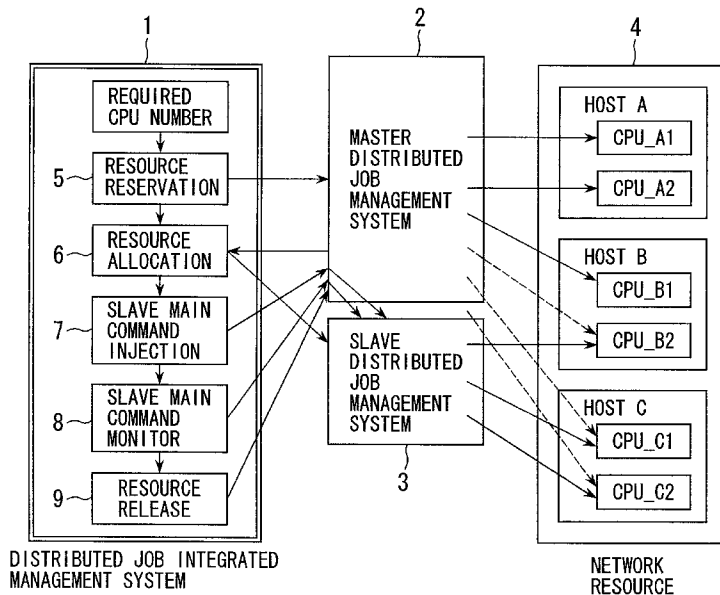 1
2
4
REQUIRED
CPU NUMBER
5
RESOURCE
RESERVATION
6
RESOURCE
ALLOCATION
7
SLAVE MAIN
COMMAND
INJECTION
8
SLAVE MAIN
COMMAND
MONITOR
9
RESOURCE
RELEASE
DISTRIBUTED JOB INTEGRATED
MANAGEMENT SYSTEM
MASTER
DISTRIBUTED
JOB
MANAGEMENT
SYSTEM
SLAVE
DISTRIBUTED
JOB
MANAGEMENT
SYSTEM
3
HOST A
CPU_A1
CPU_A2
HOST B
CPU_B1
CPU_B2
HOST C
CPU_C1
CPU_C2
NETWORK
RESOURCE